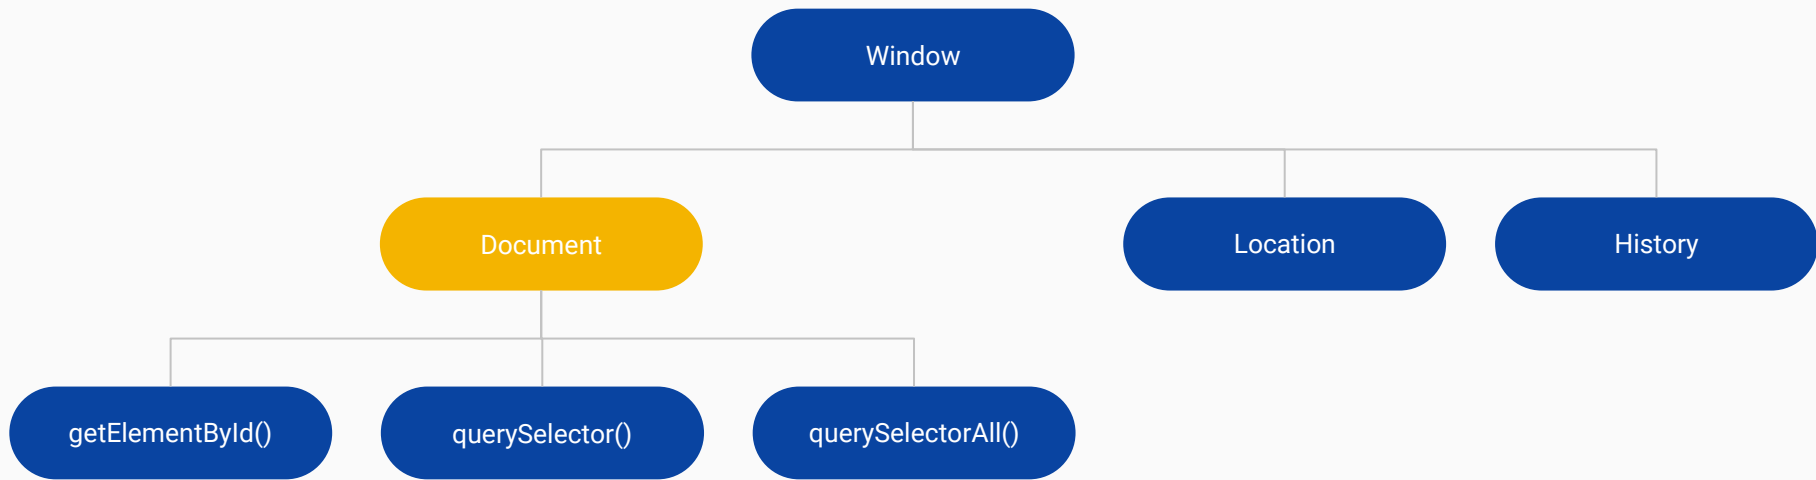 Window
Document
Location
History
getElementById()
querySelector()
querySelectorAll()